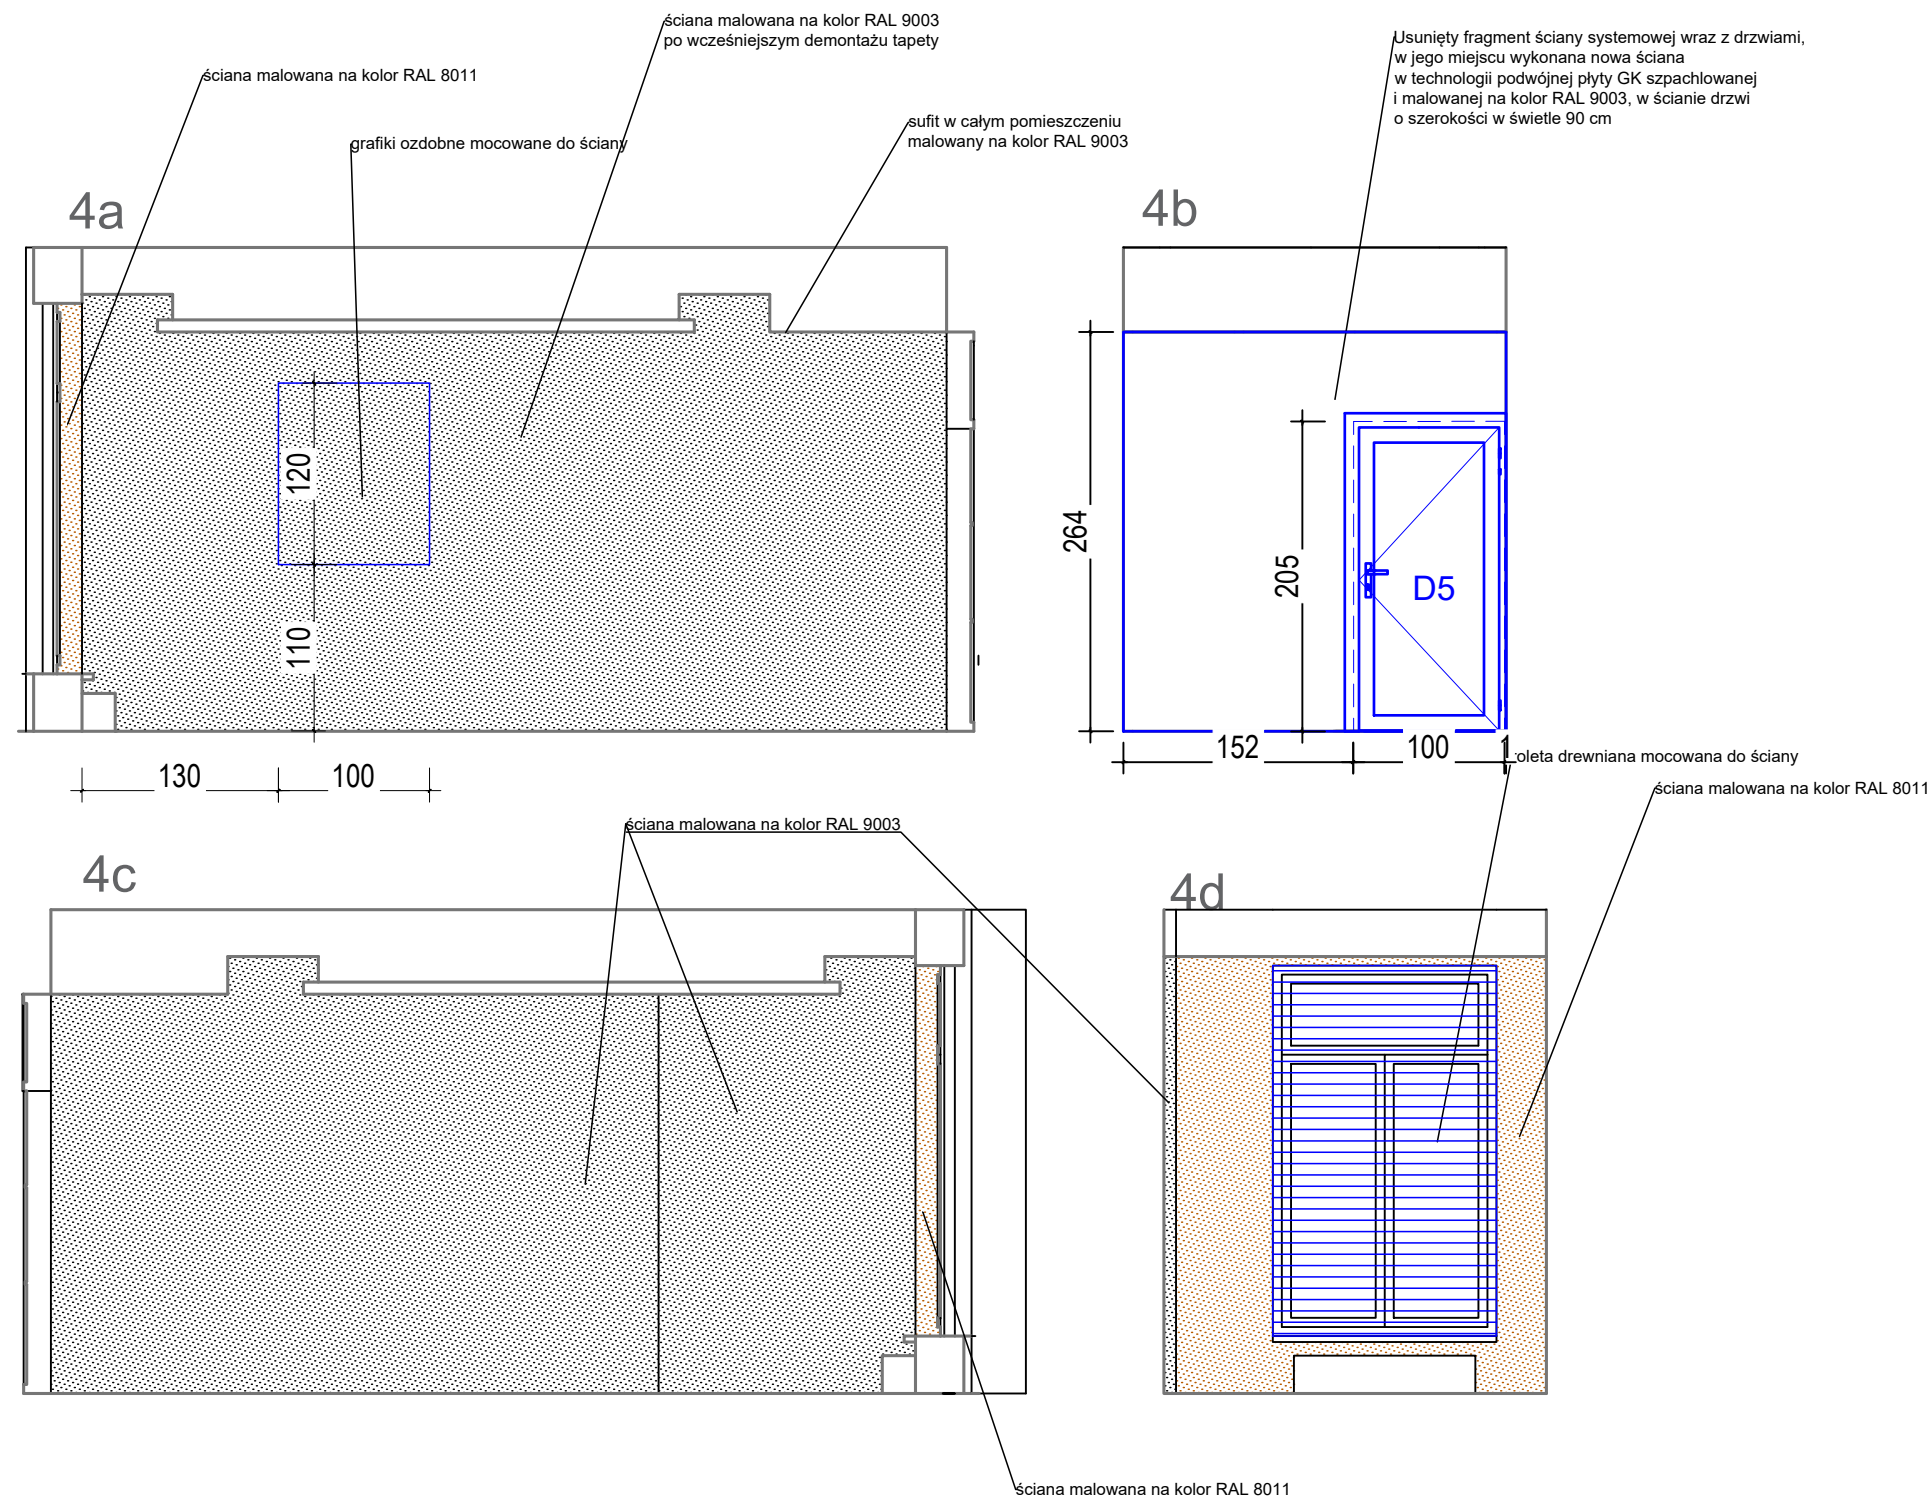 ściana malowana na kolor RAL 9003
po wcześniejszym demontażu tapety
Usunięty fragment ściany systemowej wraz z drzwiami,
w jego miejscu wykonana nowa ściana
w technologii podwójnej płyty GK szpachlowanej
i malowanej na kolor RAL 9003, w ścianie drzwi
o szerokości w świetle 90 cm
ściana malowana na kolor RAL 8011
sufit w całym pomieszczeniu
malowany na kolor RAL 9003
grafiki ozdobne mocowane do ściany
4a
4b
120
110
130
100
264
205
D5
152
100
1
oleta drewniana mocowana do ściany
ściana malowana na kolor RAL 8011
ściana malowana na kolor RAL 9003
4c
4d
ściana malowana na kolor RAL 8011